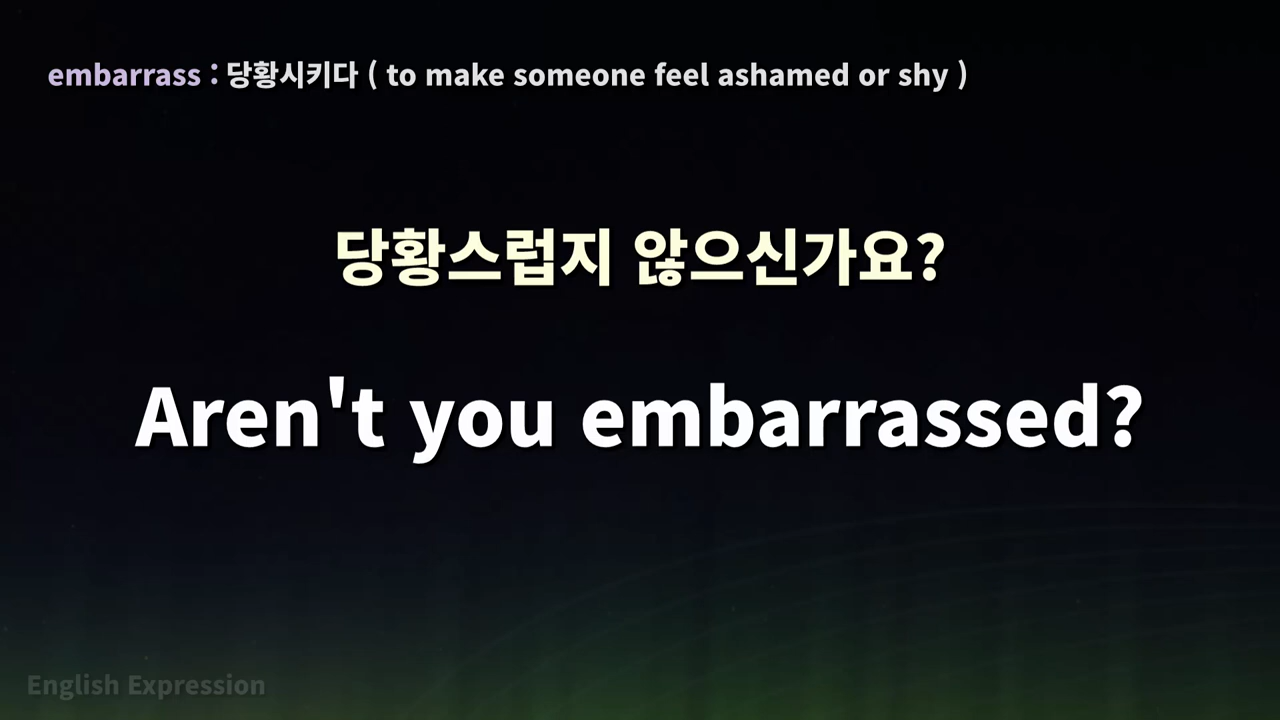 embarrass : 당황시키다 ( to make someone feel ashamed or shy )
당황스럽지 않으신가요?
Aren't you embarrassed?
English Expression